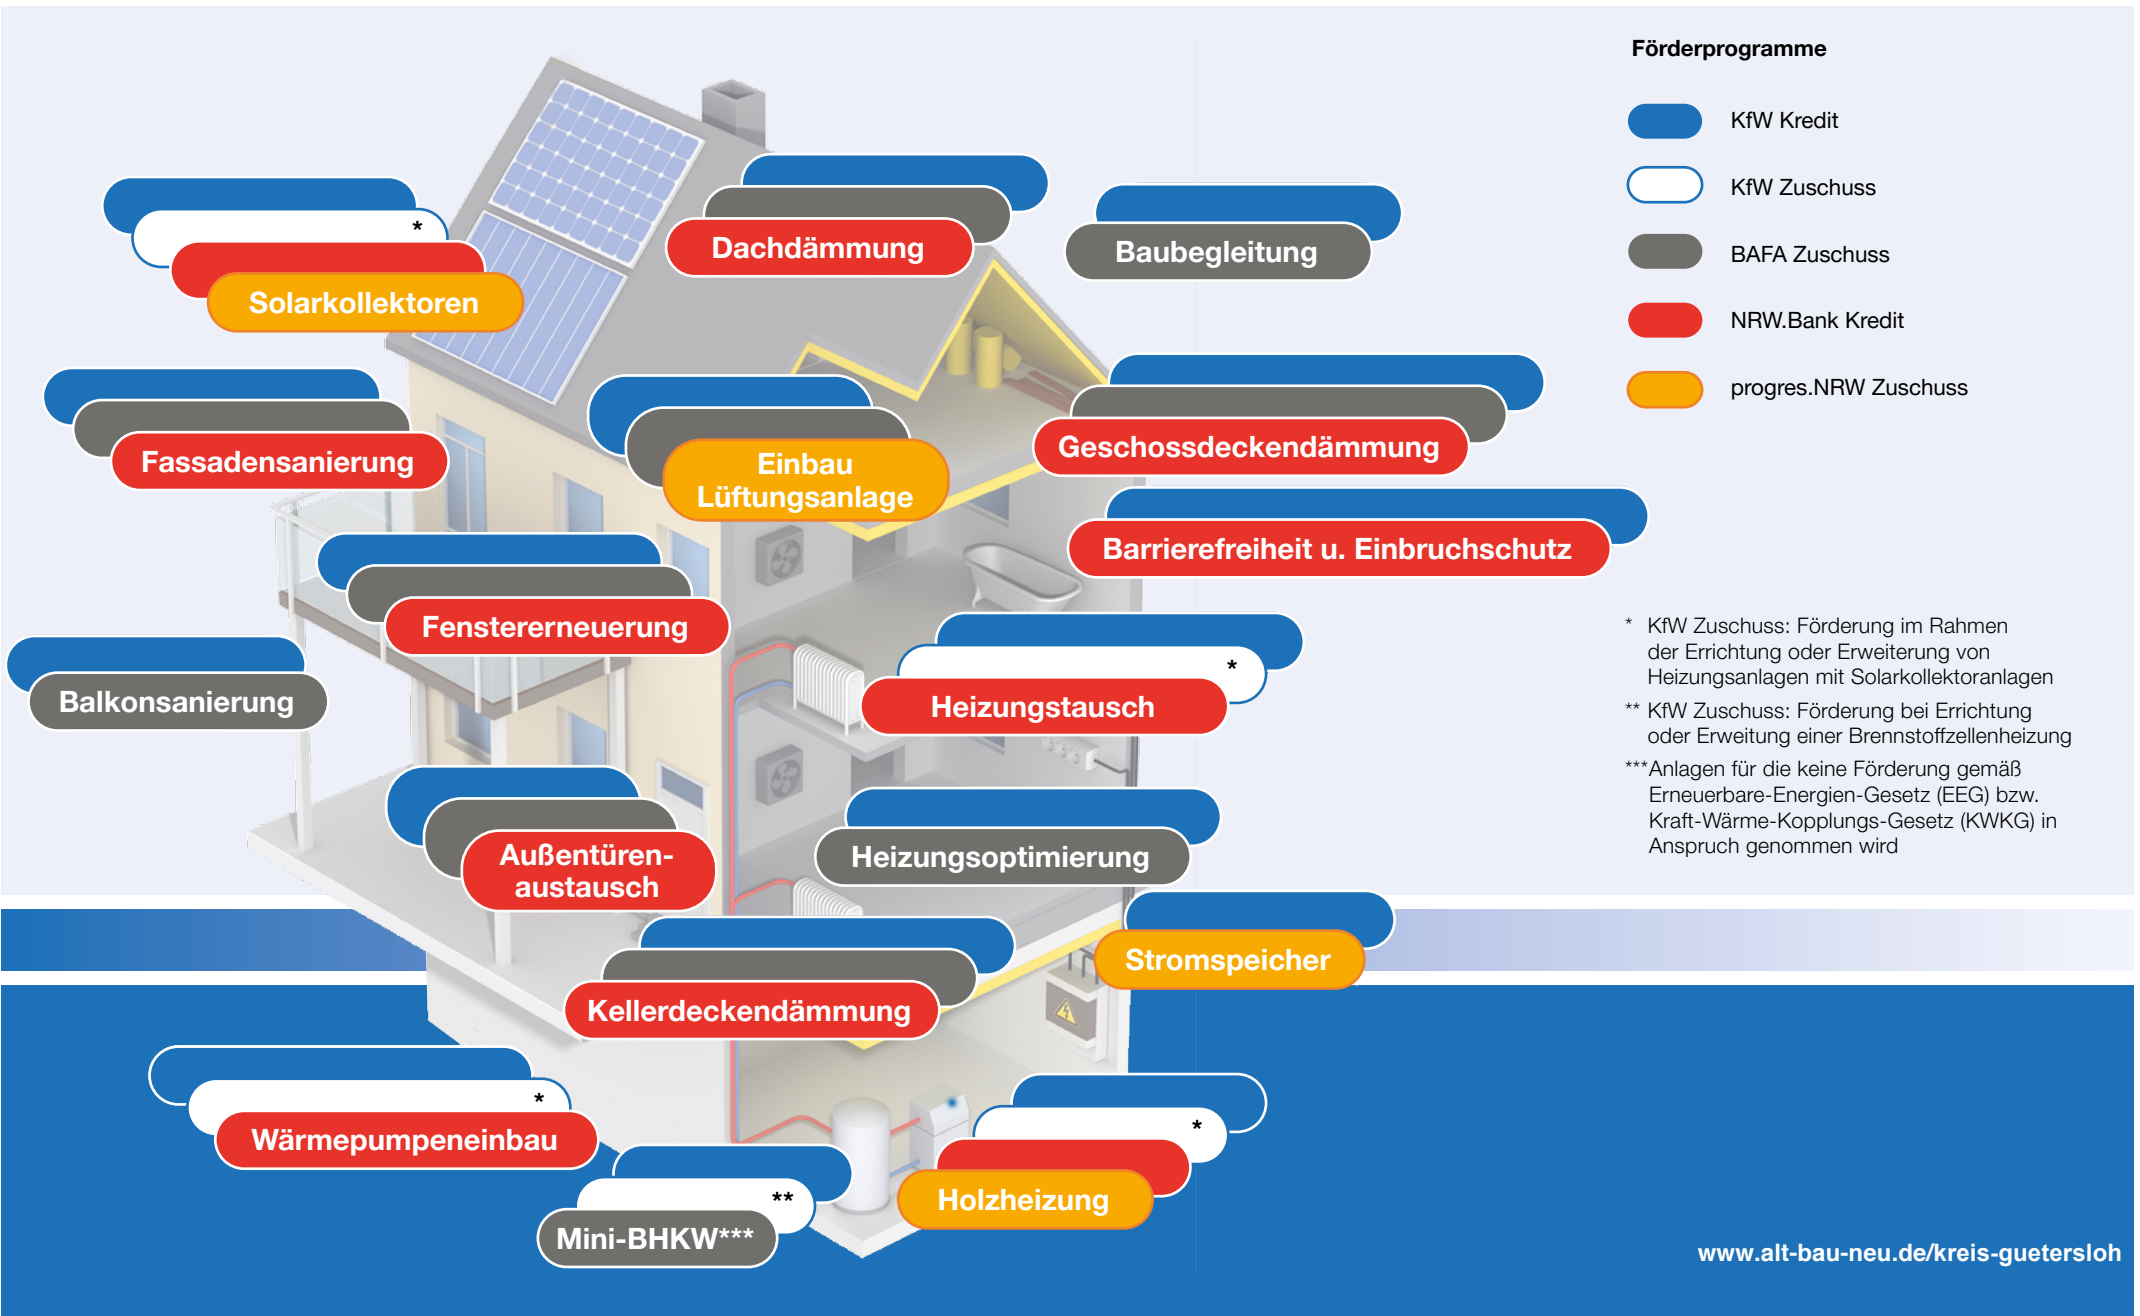 Förderprogramme
KfW Kredit
KfW Zuschuss
BAFA Zuschuss
NRW.Bank Kredit
progres.NRW Zuschuss
*
Solarkollektoren
Dachdämmung
Baubegleitung
Fassadensanierung
Einbau
Lüftungsanlage
Geschossdeckendämmung
Barrierefreiheit u. Einbruchschutz
Fenstererneuerung
Balkonsanierung
*
Heizungstausch
Außentüren-
austausch
Heizungsoptimierung
Stromspeicher
Kellerdeckendämmung
*
Wärmepumpeneinbau
**
Mini-BHKW***
*
Holzheizung
* KfW Zuschuss: Förderung im Rahmen
der Errichtung oder Erweiterung von
Heizungsanlagen mit Solarkollektoranlagen
** KfW Zuschuss: Förderung bei Errichtung
oder Erweitung einer Brennstoffzellenheizung
***Anlagen für die keine Förderung gemäß
Erneuerbare-Energien-Gesetz (EEG) bzw.
Kraft-Wärme-Kopplungs-Gesetz (KWKG) in
Anspruch genommen wird
www.alt-bau-neu.de/kreis-guetersloh